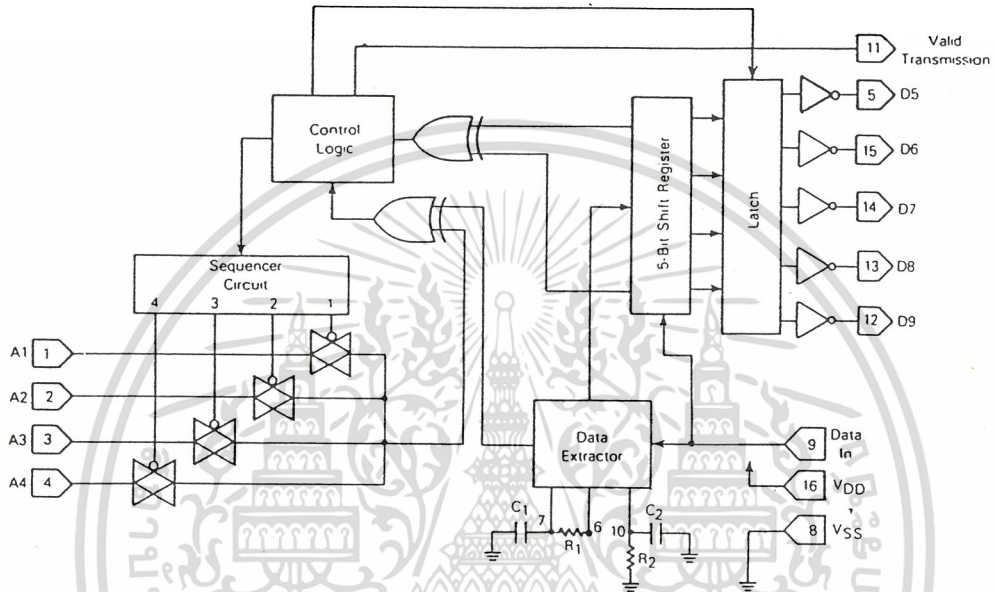 11
Valid
Transmission
5 D5
Control
Logic
15 D6
5-Bit Shift Register
Latch
14 D7
Sequencer
Circuit
13 D8
4 3 2 1
12 D9
A1 1
A2 2
A3 3
A4 4
Data
Extractor
9 Data
In
16 VDD
8 VSS
C1 7 R1 6 10 C2
R2